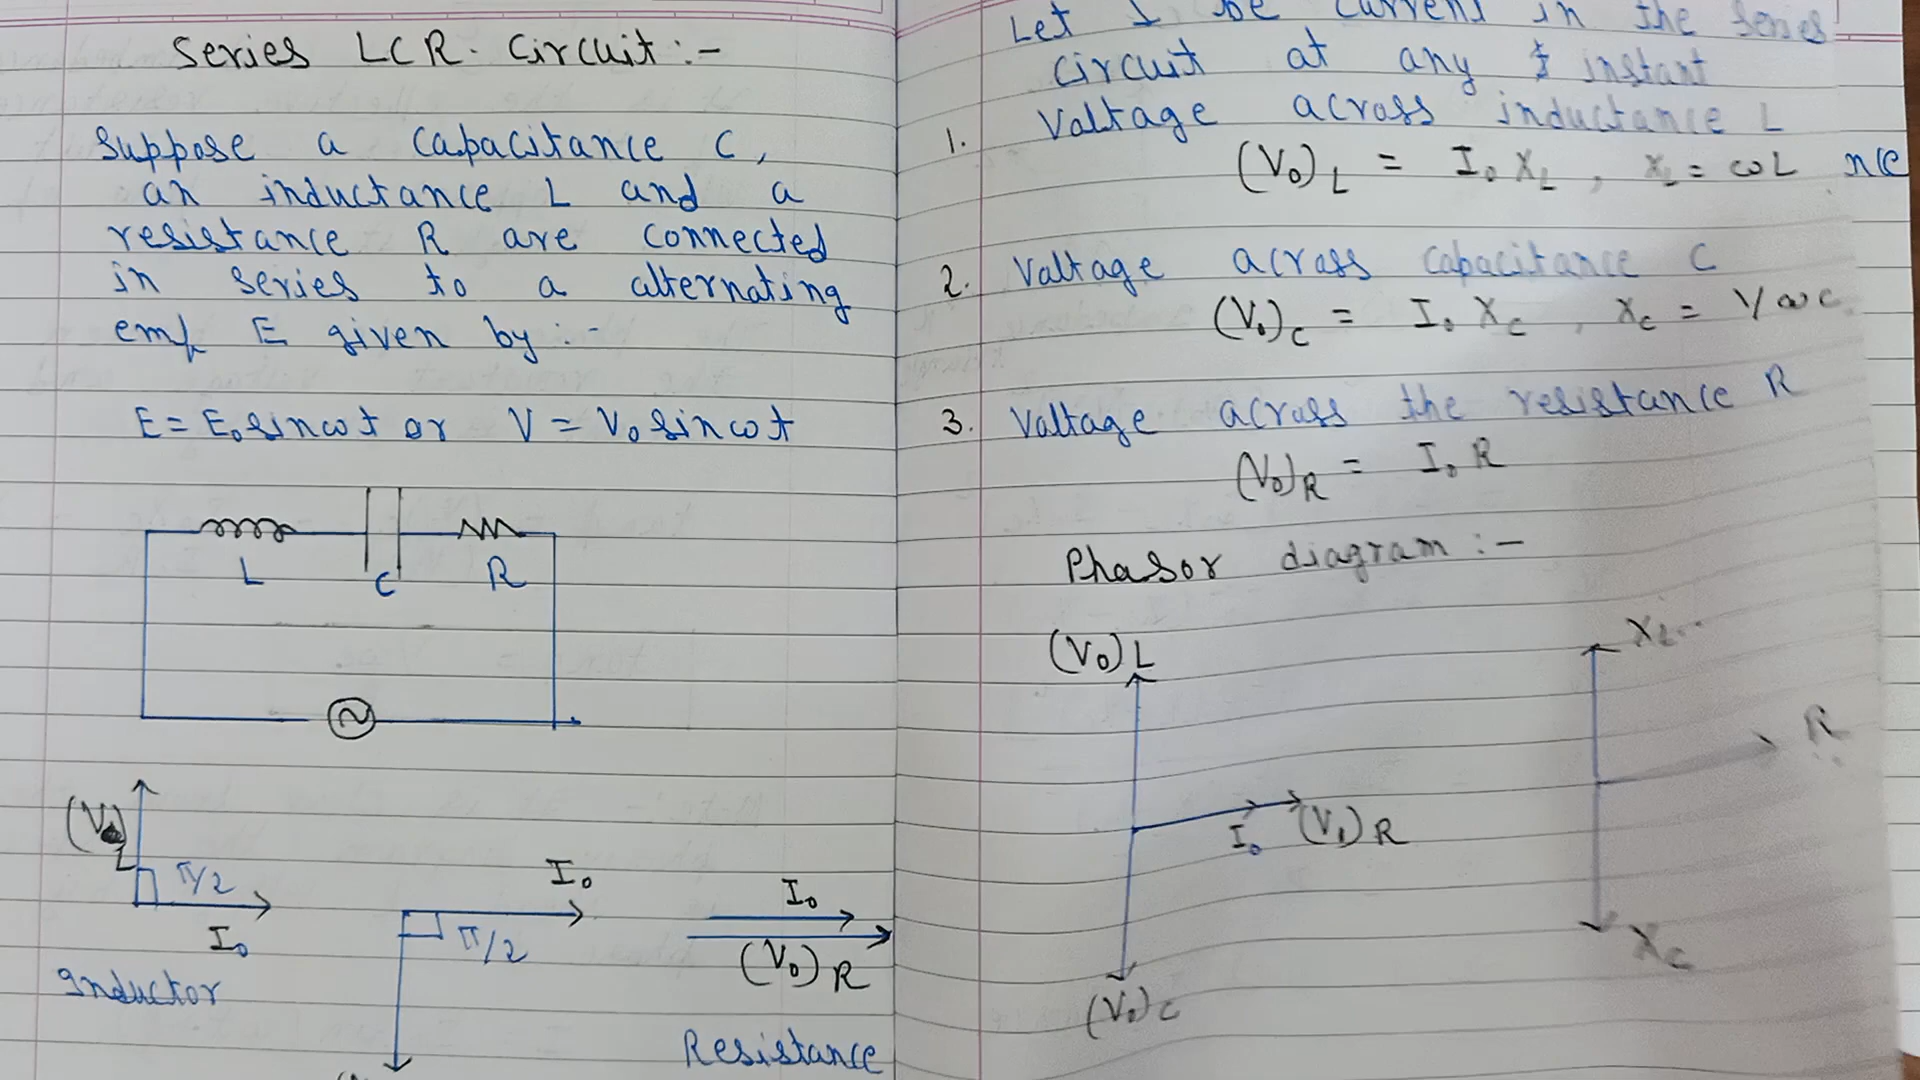 Series LCR. Circuit :-
Suppose a capacitance C,
an inductance L and a
resistance R are connected
in series to a alternating
emf E given by :-
E = E₀ sin ωt or V = V₀ sin ωt
L
C
R
(V₀)L
π/2
I₀
Inductor
I₀
π/2
I₀
(V₀)R
Resistance
Let I be current in the series
circuit at any instant
1. Voltage across inductance L
(V₀)L = I₀ XL , XL = ωL
nce
2. Voltage across capacitance C
(V₀)C = I₀ XC , XC = 1/ωC
3. Voltage across the resistance R
(V₀)R = I₀ R
Phasor diagram :-
(V₀)L
I₀ (V₀)R
(V₀)C
XL
R
XC